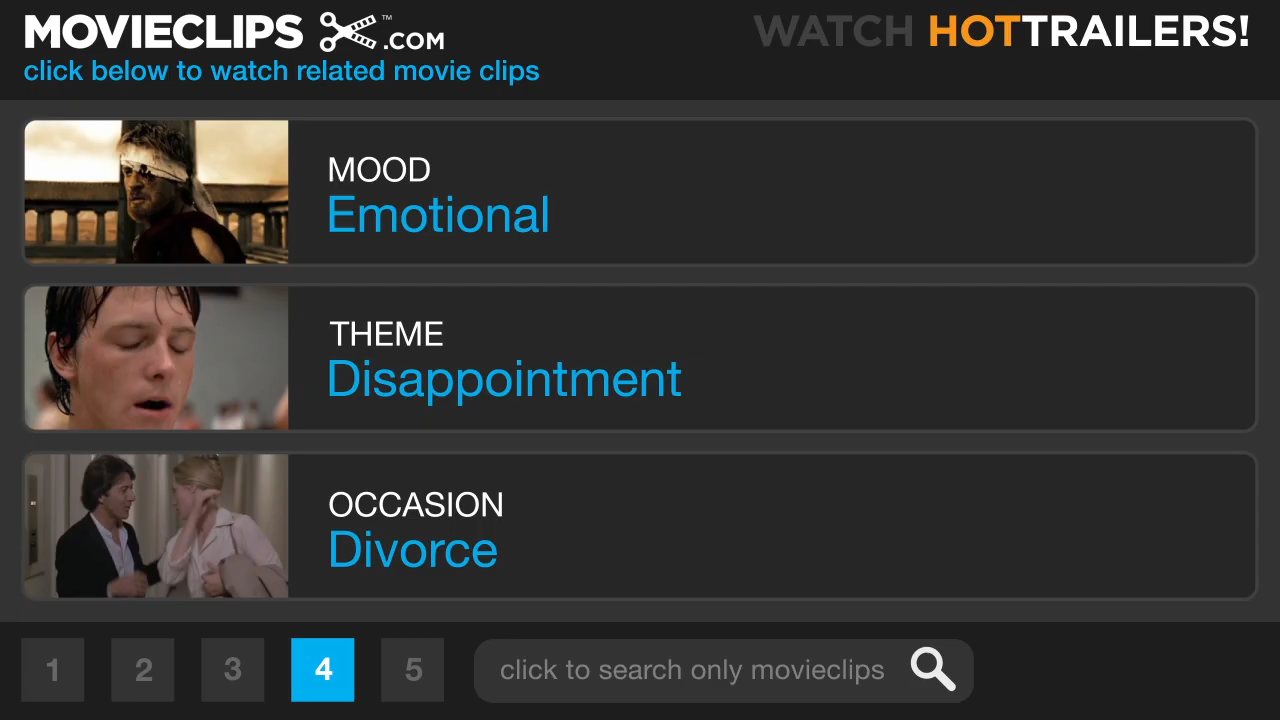 MOVIECLIPS ™ .COM
WATCH HOTTRAILERS!
click below to watch related movie clips
MOOD
Emotional
THEME
Disappointment
OCCASION
Divorce
1 2 3 4 5
click to search only movieclips